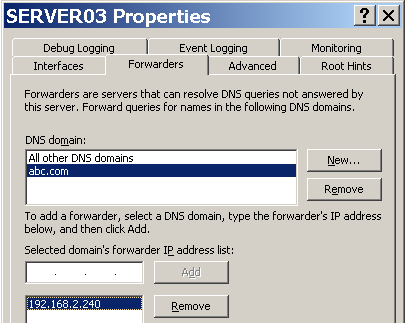 SERVER03 Properties
Debug Logging Event Logging Monitoring
Interfaces Forwarders Advanced Root Hints
Forwarders are servers that can resolve DNS queries not answered
by this server. Forward queries for names in the following DNS domains.
DNS domain:
All other DNS domains
abc.com
New...
Remove
To add a forwarder, select a DNS domain, type the forwarder's IP address
below, and then click Add.
Selected domain's forwarder IP address list:
. . . Add
192.168.2.240 Remove